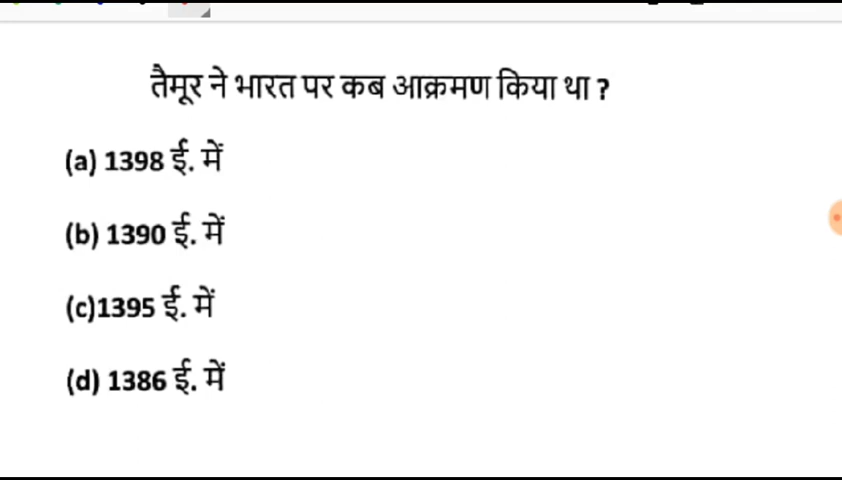 तैमूर ने भारत पर कब आक्रमण किया था ?
(a) 1398 ई. में
(b) 1390 ई. में
(c)1395 ई. में
(d) 1386 ई. में